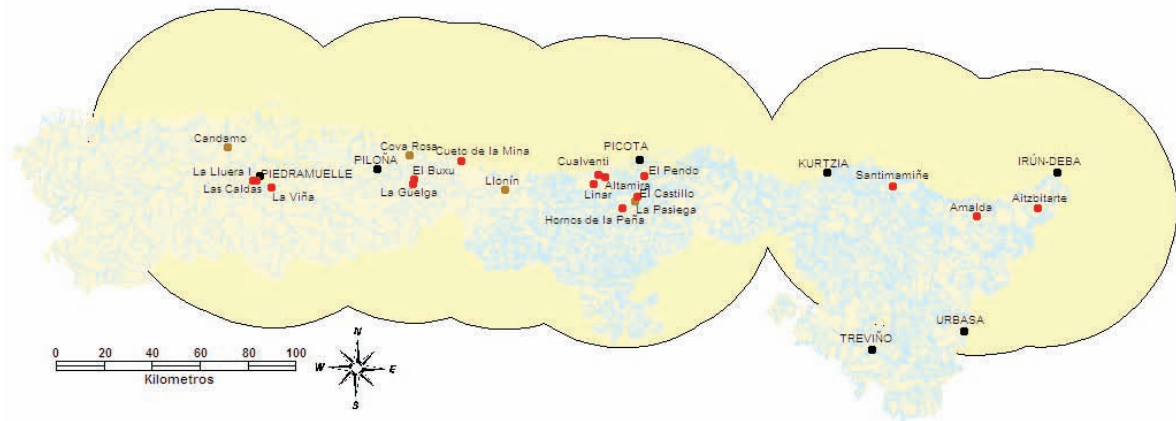 Candamo
La Lluera I
PIEDRAMUELLE
Las Caldas
La Viña
PILOÑA
Cova Rosa
Cueto de la Mina
El Buxu
La Guelga
Llonín
PICOTA
Cualventi
El Pendo
Altamira
Linar
El Castillo
La Pasiega
Hornos de la Peña
KURTZIA
Santimamiñe
IRÚN-DEBA
Amalda
Aitzbitarte
URBASA
TREVIÑO
0 20 40 60 80 100
Kilometros
N
W E
S